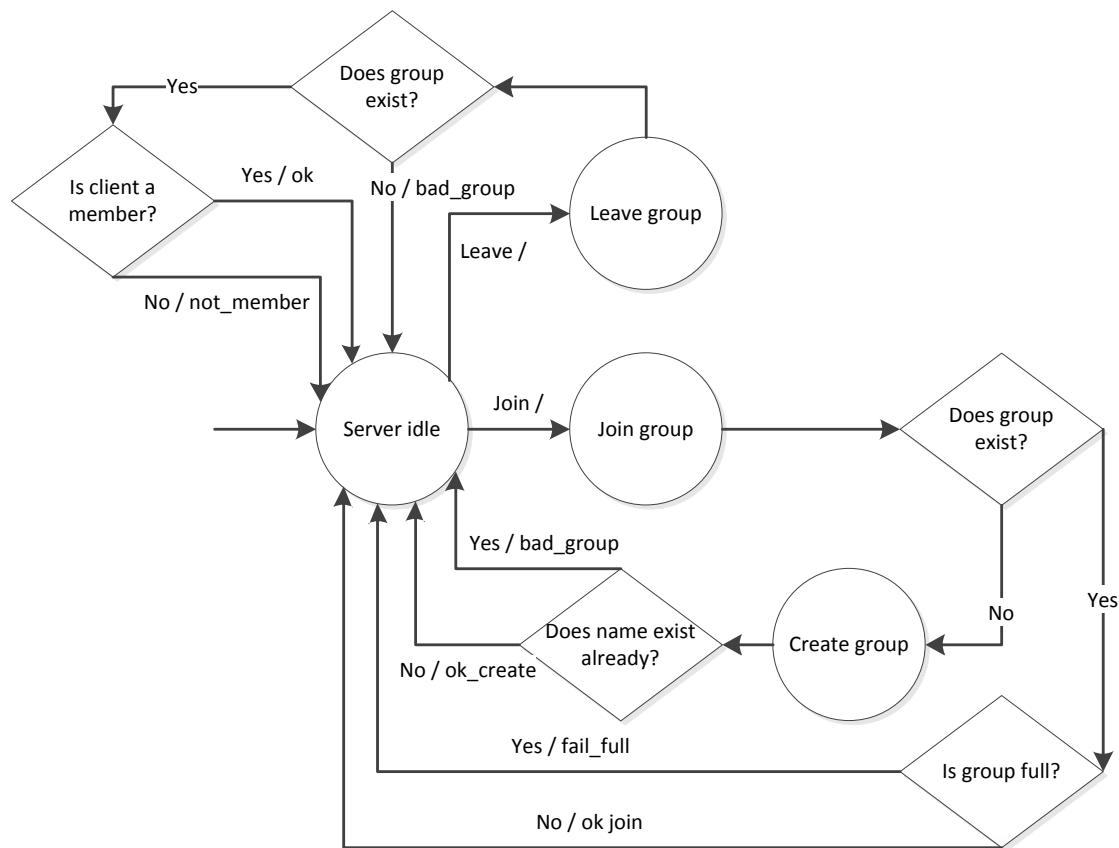 Does group
exist?
Yes
Is client a
member?
Yes / ok
No / bad_group
Leave group
Leave /
No / not_member
Server idle
Join /
Join group
Does group
exist?
Yes / bad_group
No
Yes
Does name exist
already?
Create group
No / ok_create
Yes / fail_full
Is group full?
No / ok join